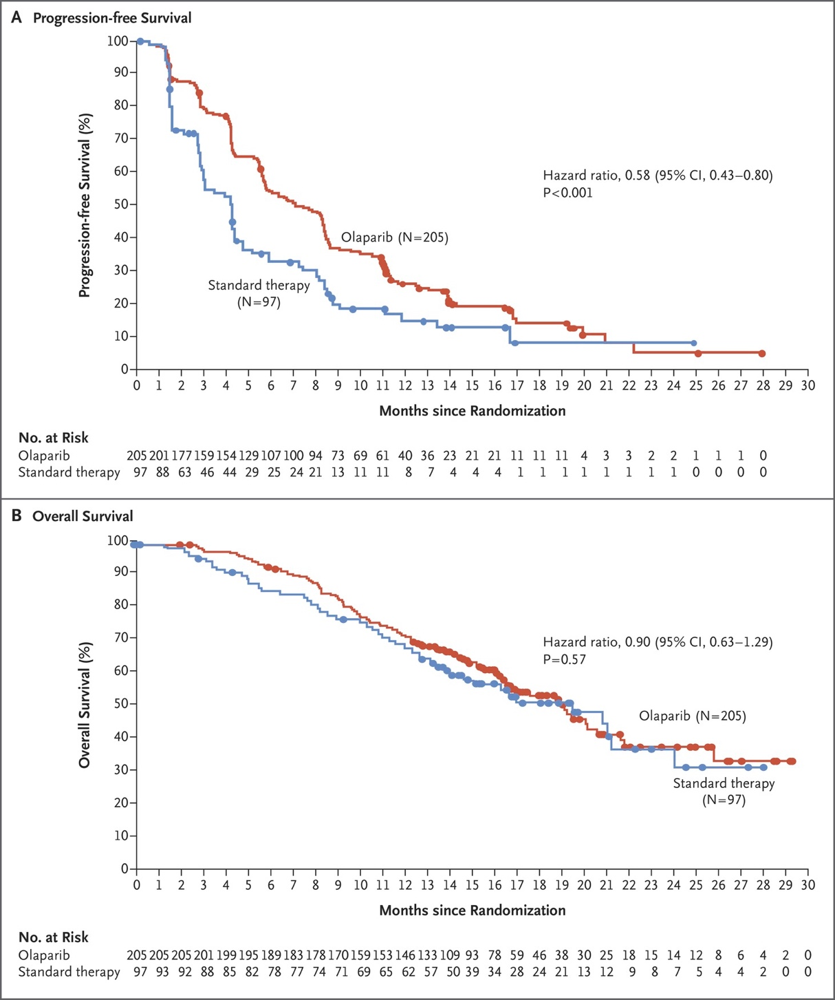 A Progression-free Survival
100
90
80
70
60
50
40
30
20
10
0
Progression-free Survival (%)
Hazard ratio, 0.58 (95% CI, 0.43–0.80)
P<0.001
Olaparib (N=205)
Standard therapy
(N=97)
0 1 2 3 4 5 6 7 8 9 10 11 12 13 14 15 16 17 18 19 20 21 22 23 24 25 26 27 28 29 30
Months since Randomization
No. at Risk
Olaparib 205 201 177 159 154 129 107 100 94 73 69 61 40 36 23 21 21 11 11 11 4 3 3 2 2 1 1 1 0
Standard therapy 97 88 63 46 44 29 25 24 21 13 11 11 8 7 4 4 4 1 1 1 1 1 1 1 1 0 0 0 0
B Overall Survival
100
90
80
70
60
50
40
30
20
10
0
Overall Survival (%)
Hazard ratio, 0.90 (95% CI, 0.63–1.29)
P=0.57
Olaparib (N=205)
Standard therapy
(N=97)
0 1 2 3 4 5 6 7 8 9 10 11 12 13 14 15 16 17 18 19 20 21 22 23 24 25 26 27 28 29 30
Months since Randomization
No. at Risk
Olaparib 205 205 205 201 199 195 189 183 178 170 159 153 146 133 109 93 78 59 46 38 30 25 18 15 14 12 8 6 4 2 0
Standard therapy 97 93 92 88 85 82 78 77 74 71 69 65 62 57 50 39 34 28 24 21 13 12 9 8 7 5 4 4 2 0 0